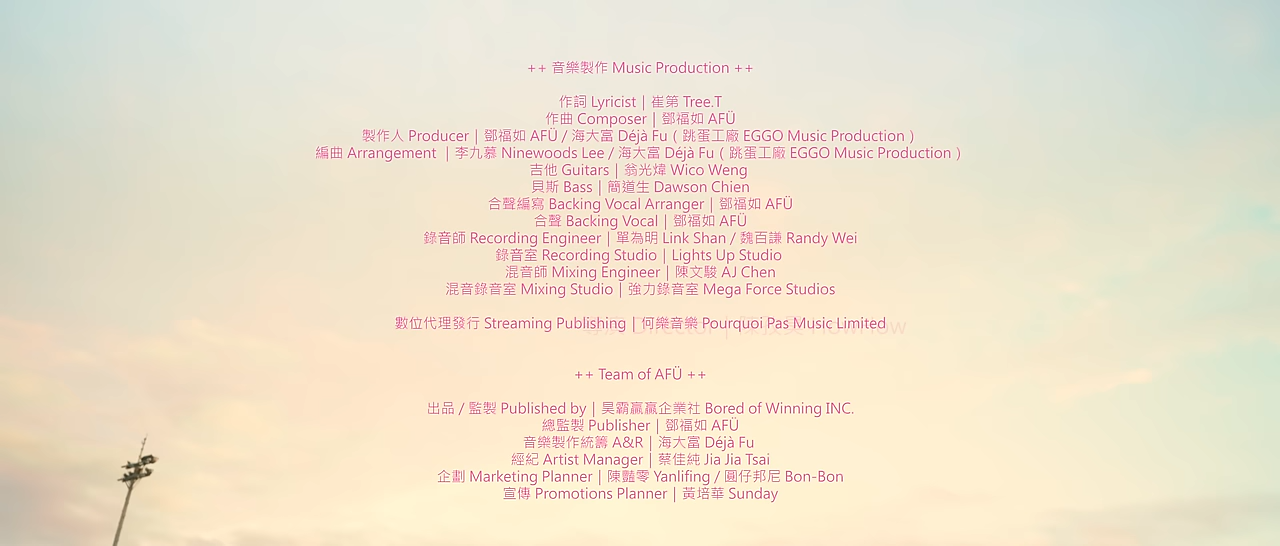 ++ 音樂製作 Music Production ++
作詞 Lyricist｜崔第 Tree.T
作曲 Composer｜鄧福如 AFÜ
製作人 Producer｜鄧福如 AFÜ / 海大富 Déjà Fu ( 跳蛋工廠 EGGO Music Production )
編曲 Arrangement ｜李九慕 Ninewoods Lee / 海大富 Déjà Fu ( 跳蛋工廠 EGGO Music Production )
吉他 Guitars｜翁光煒 Wico Weng
貝斯 Bass｜簡道生 Dawson Chien
合聲編寫 Backing Vocal Arranger｜鄧福如 AFÜ
合聲 Backing Vocal｜鄧福如 AFÜ
錄音師 Recording Engineer｜單為明 Link Shan / 魏百謙 Randy Wei
錄音室 Recording Studio｜Lights Up Studio
混音師 Mixing Engineer｜陳文駿 AJ Chen
混音錄音室 Mixing Studio｜強力錄音室 Mega Force Studios
數位代理發行 Streaming Publishing｜何樂音樂 Pourquoi Pas Music Limited
Director
++ Team of AFÜ ++
出品 / 監製 Published by｜昊霸贏贏企業社 Bored of Winning INC.
總監製 Publisher｜鄧福如 AFÜ
音樂製作統籌 A&R｜海大富 Déjà Fu
經紀 Artist Manager｜蔡佳純 Jia Jia Tsai
企劃 Marketing Planner｜陳豔零 Yanlifing / 圓仔邦尼 Bon-Bon
宣傳 Promotions Planner｜黃培華 Sunday